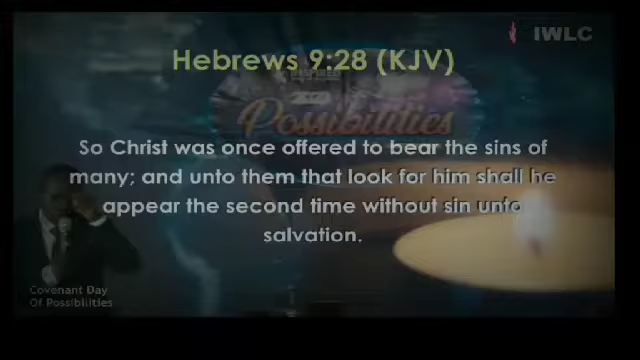 IWLC
Hebrews 9:28 (KJV)
2023
Possibilities
So Christ was once offered to bear the sins of
many; and unto them that look for him shall he
appear the second time without sin unto
salvation.
Covenant Day
Of Possibilities